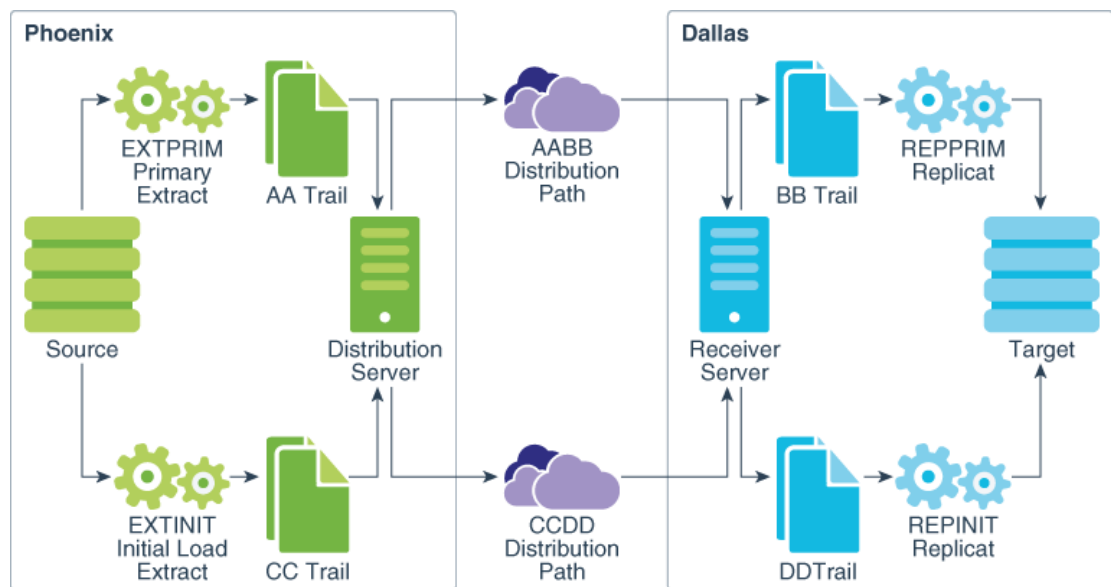 Phoenix
Dallas
EXTPRIM
Primary
Extract
AA Trail
AABB
Distribution
Path
BB Trail
REPPRIM
Replicat
Source
Distribution
Server
Receiver
Server
Target
EXTINIT
Initial Load
Extract
CC Trail
CCDD
Distribution
Path
DDTrail
REPINIT
Replicat